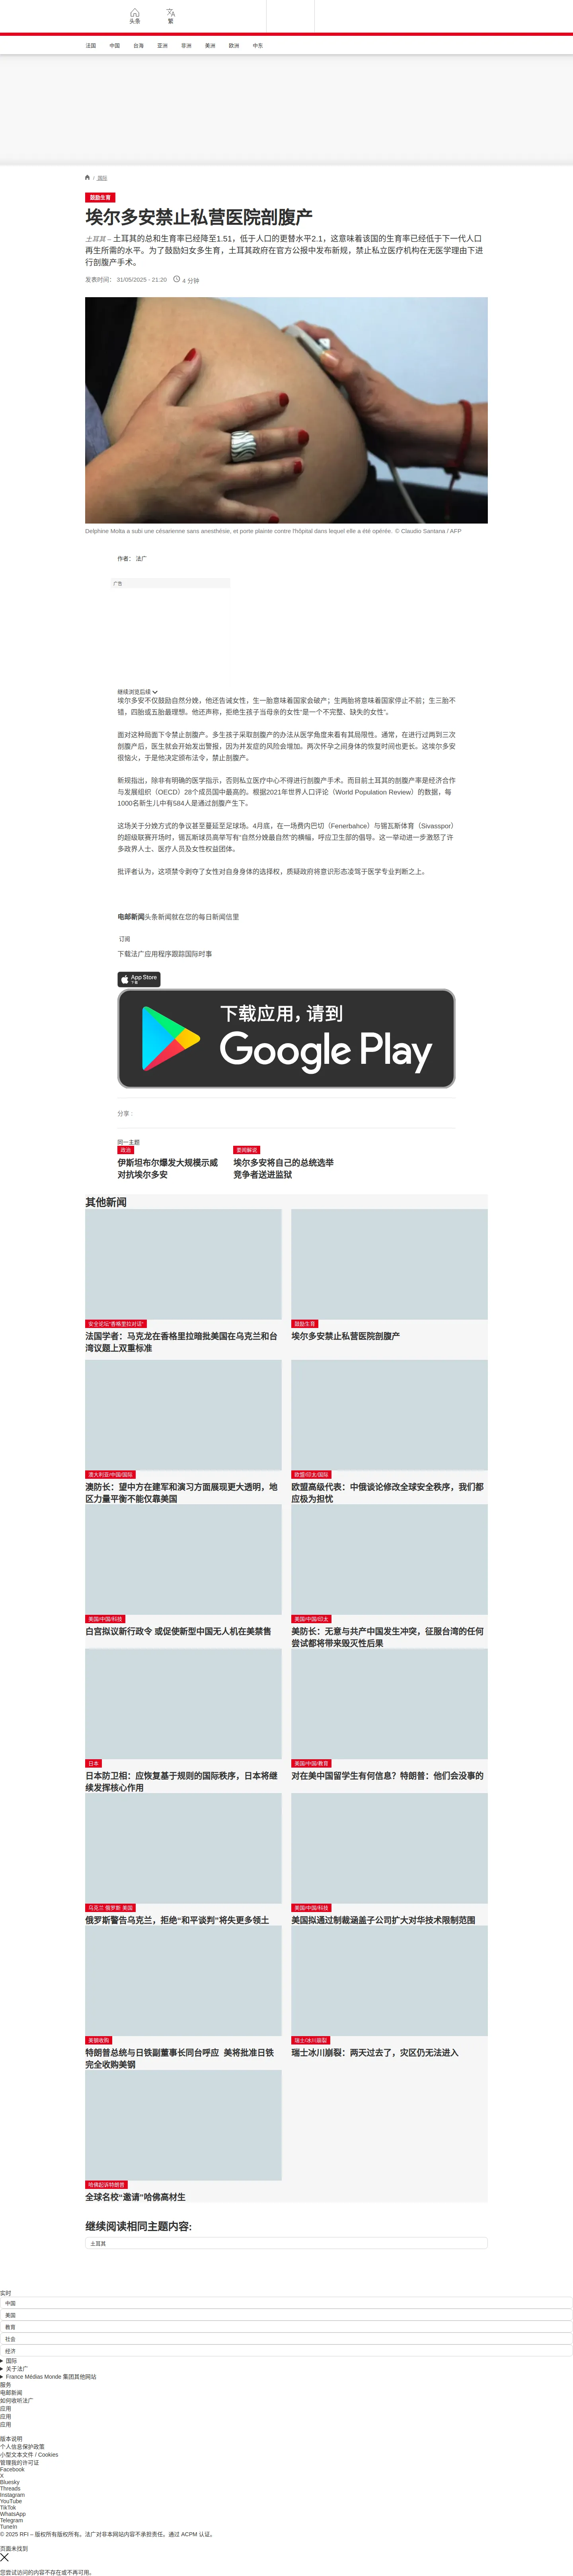 头条
繁
法国
中国
台海
亚洲
非洲
美洲
欧洲
中东
/ 国际
鼓励生育
埃尔多安禁止私营医院剖腹产
土耳其 – 土耳其的总和生育率已经降至1.51，低于人口的更替水平2.1，这意味着该国的生育率已经低于下一代人口
再生所需的水平。为了鼓励妇女多生育，土耳其政府在官方公报中发布新规，禁止私立医疗机构在无医学理由下进
行剖腹产手术。
发表时间： 31/05/2025 - 21:20
4 分钟
Delphine Molta a subi une césarienne sans anesthésie, et porte plainte contre l'hôpital dans lequel elle a été opérée. © Claudio Santana / AFP
作者： 法广
广告
继续浏览后续
埃尔多安不仅鼓励自然分娩，他还告诫女性，生一胎意味着国家会破产；生两胎将意味着国家停止不前；生三胎不
错，四胎或五胎最理想。他还声称，拒绝生孩子当母亲的女性“是一个不完整、缺失的女性”。
面对这种局面下令禁止剖腹产。多生孩子采取剖腹产的办法从医学角度来看有其局限性。通常，在进行过两到三次
剖腹产后，医生就会开始发出警报，因为并发症的风险会增加。两次怀孕之间身体的恢复时间也更长。这埃尔多安
很恼火，于是他决定颁布法令，禁止剖腹产。
新规指出，除非有明确的医学指示，否则私立医疗中心不得进行剖腹产手术。而目前土耳其的剖腹产率是经济合作
与发展组织（OECD）28个成员国中最高的。根据2021年世界人口评论（World Population Review）的数据，每
1000名新生儿中有584人是通过剖腹产生下。
这场关于分娩方式的争议甚至蔓延至足球场。4月底，在一场费内巴切（Fenerbahce）与锡瓦斯体育（Sivasspor）
的超级联赛开场时，锡瓦斯球员高举写有“自然分娩最自然”的横幅，呼应卫生部的倡导。这一举动进一步激怒了许
多政界人士、医疗人员及女性权益团体。
批评者认为，这项禁令剥夺了女性对自身身体的选择权，质疑政府将意识形态凌驾于医学专业判断之上。
电邮新闻头条新闻就在您的每日新闻信里
订阅
下载法广应用程序跟踪国际时事
App Store
下载
下载应用，请到
Google Play
分享 :
同一主题
政治
伊斯坦布尔爆发大规模示威
对抗埃尔多安
要闻解说
埃尔多安将自己的总统选举
竞争者送进监狱
其他新闻
安全论坛“香格里拉对话”
法国学者：马克龙在香格里拉暗批美国在乌克兰和台
湾议题上双重标准
鼓励生育
埃尔多安禁止私营医院剖腹产
澳大利亚/中国/国际
澳防长：望中方在建军和演习方面展现更大透明，地
区力量平衡不能仅靠美国
欧盟/印太/国际
欧盟高级代表：中俄谈论修改全球安全秩序，我们都
应极为担忧
美国/中国/科技
白宫拟议新行政令 或促使新型中国无人机在美禁售
美国/中国/印太
美防长：无意与共产中国发生冲突，征服台湾的任何
尝试都将带来毁灭性后果
日本
日本防卫相：应恢复基于规则的国际秩序，日本将继
续发挥核心作用
美国/中国/教育
对在美中国留学生有何信息？特朗普：他们会没事的
乌克兰 俄罗斯 美国
俄罗斯警告乌克兰，拒绝“和平谈判”将失更多领土
美国/中国/科技
美国拟通过制裁涵盖子公司扩大对华技术限制范围
美钢收购
特朗普总统与日铁副董事长同台呼应 美将批准日铁
完全收购美钢
瑞士/冰川崩裂
瑞士冰川崩裂：两天过去了，灾区仍无法进入
哈佛起诉特朗普
全球名校“邀请”哈佛高材生
继续阅读相同主题内容:
土耳其
实时
中国
美国
教育
社会
经济
国际
关于法广
France Médias Monde 集团其他网站
服务
电邮新闻
如何收听法广
应用
应用
应用
版本说明
个人信息保护政策
小型文本文件 / Cookies
管理我的许可证
Facebook
X
Bluesky
Threads
Instagram
YouTube
TikTok
WhatsApp
Telegram
TuneIn
© 2025 RFI – 版权所有版权所有。法广对非本网站内容不承担责任。通过 ACPM 认证。
页面未找到
您尝试访问的内容不存在或不再可用。